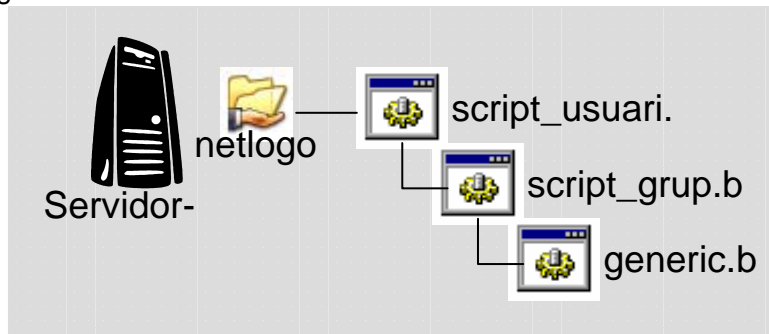 script_usuari.
netlogo
script_grup.b
Servidor-
generic.b